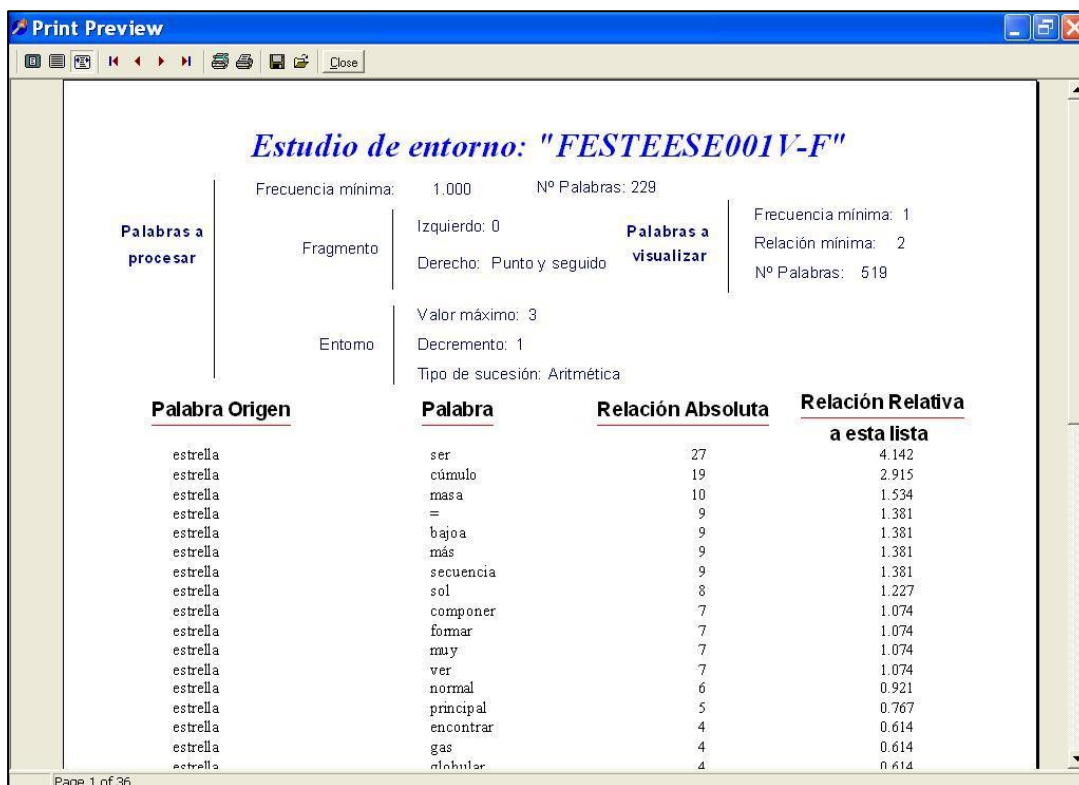 Print Preview
Close
Estudio de entorno: "FESTEESE001V-F"
Palabras a procesar
Frecuencia mínima: 1.000 Nº Palabras: 229
Fragmento
Izquierdo: 0
Derecho: Punto y seguido
Entorno
Valor máximo: 3
Decremento: 1
Tipo de sucesión: Aritmética
Palabras a visualizar
Frecuencia mínima: 1
Relación mínima: 2
Nº Palabras: 519
Palabra Origen Palabra Relación Absoluta Relación Relativa a esta lista
estrella ser 27 4.142
estrella cúmulo 19 2.915
estrella masa 10 1.534
estrella = 9 1.381
estrella bajoa 9 1.381
estrella más 9 1.381
estrella secuencia 9 1.381
estrella sol 8 1.227
estrella componer 7 1.074
estrella formar 7 1.074
estrella muy 7 1.074
estrella ver 7 1.074
estrella normal 6 0.921
estrella principal 5 0.767
estrella encontrar 4 0.614
estrella gas 4 0.614
estrella globular 4 0.614
Page 1 of 36